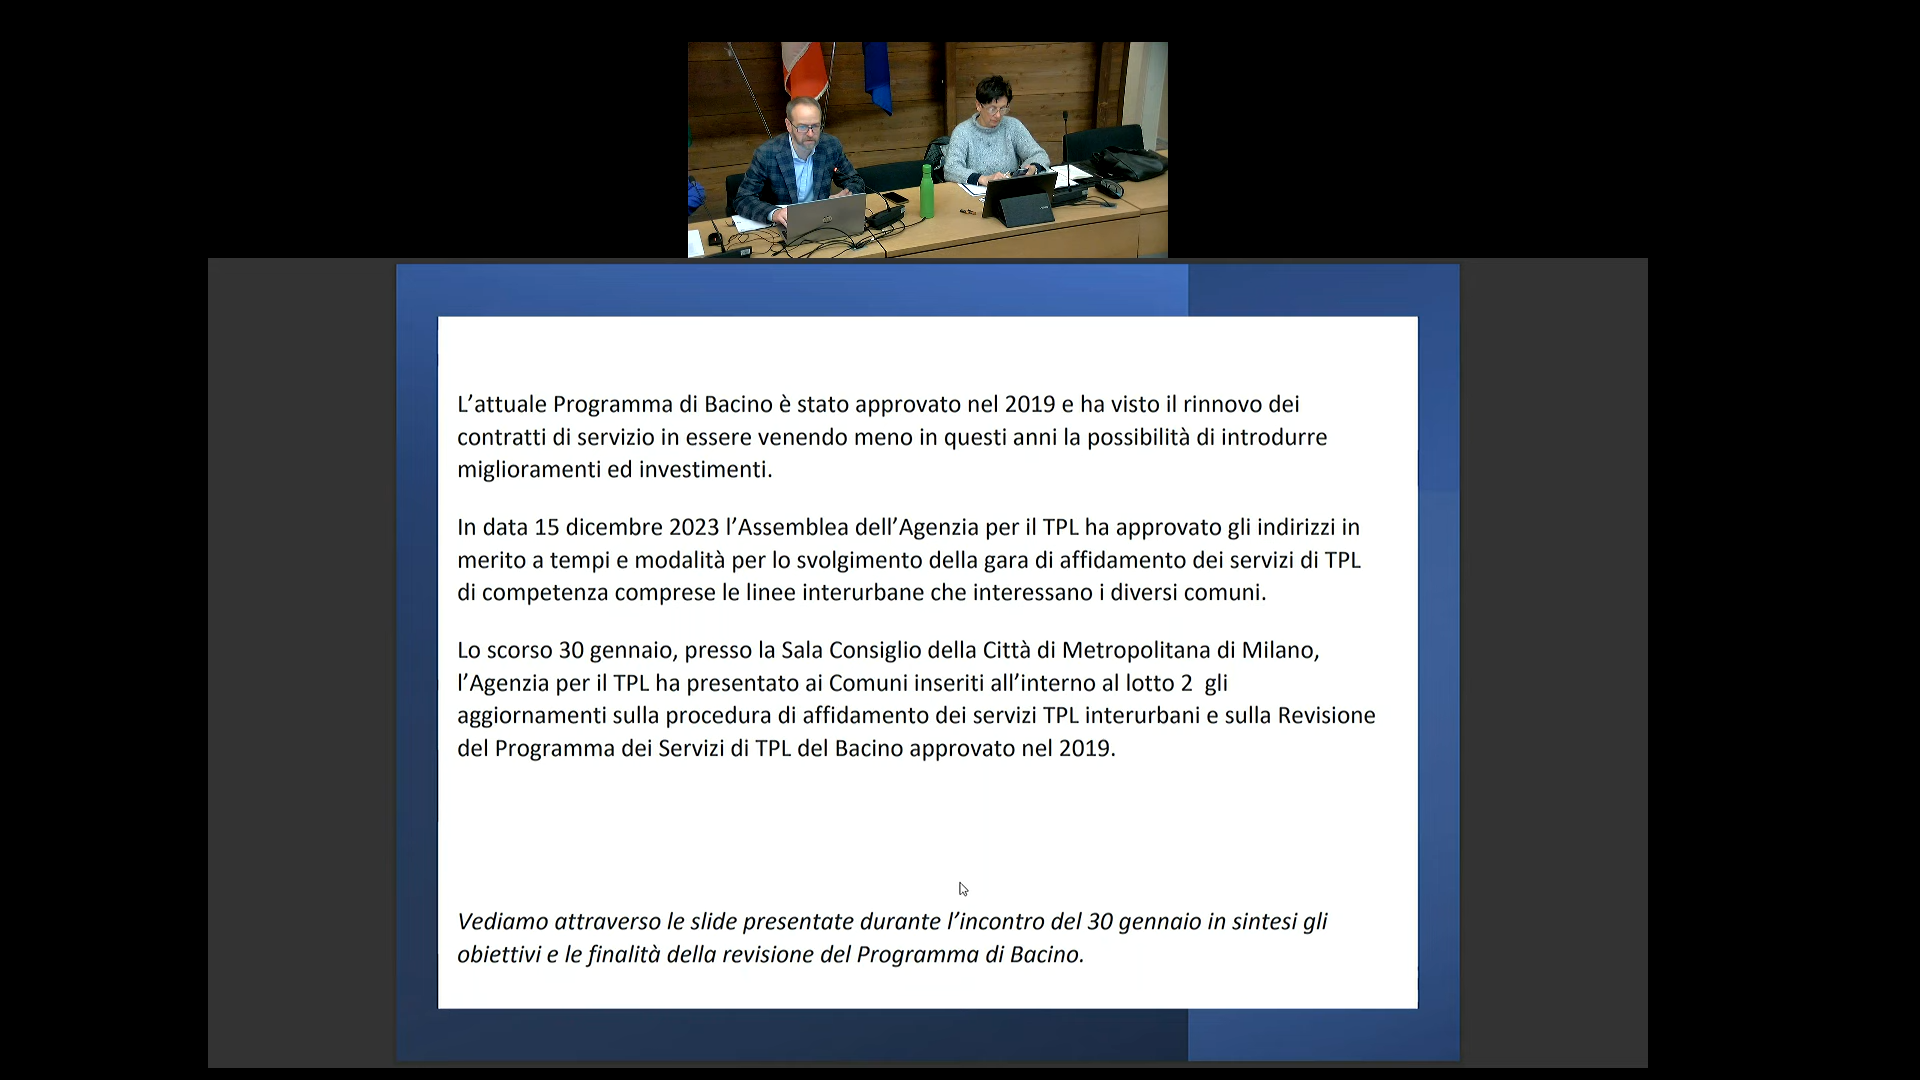 L’attuale Programma di Bacino è stato approvato nel 2019 e ha visto il rinnovo dei
contratti di servizio in essere venendo meno in questi anni la possibilità di introdurre
miglioramenti ed investimenti.
In data 15 dicembre 2023 l’Assemblea dell’Agenzia per il TPL ha approvato gli indirizzi in
merito a tempi e modalità per lo svolgimento della gara di affidamento dei servizi di TPL
di competenza comprese le linee interurbane che interessano i diversi comuni.
Lo scorso 30 gennaio, presso la Sala Consiglio della Città di Metropolitana di Milano,
l’Agenzia per il TPL ha presentato ai Comuni inseriti all’interno al lotto 2  gli
aggiornamenti sulla procedura di affidamento dei servizi TPL interurbani e sulla Revisione
del Programma dei Servizi di TPL del Bacino approvato nel 2019.
Vediamo attraverso le slide presentate durante l’incontro del 30 gennaio in sintesi gli
obiettivi e le finalità della revisione del Programma di Bacino.